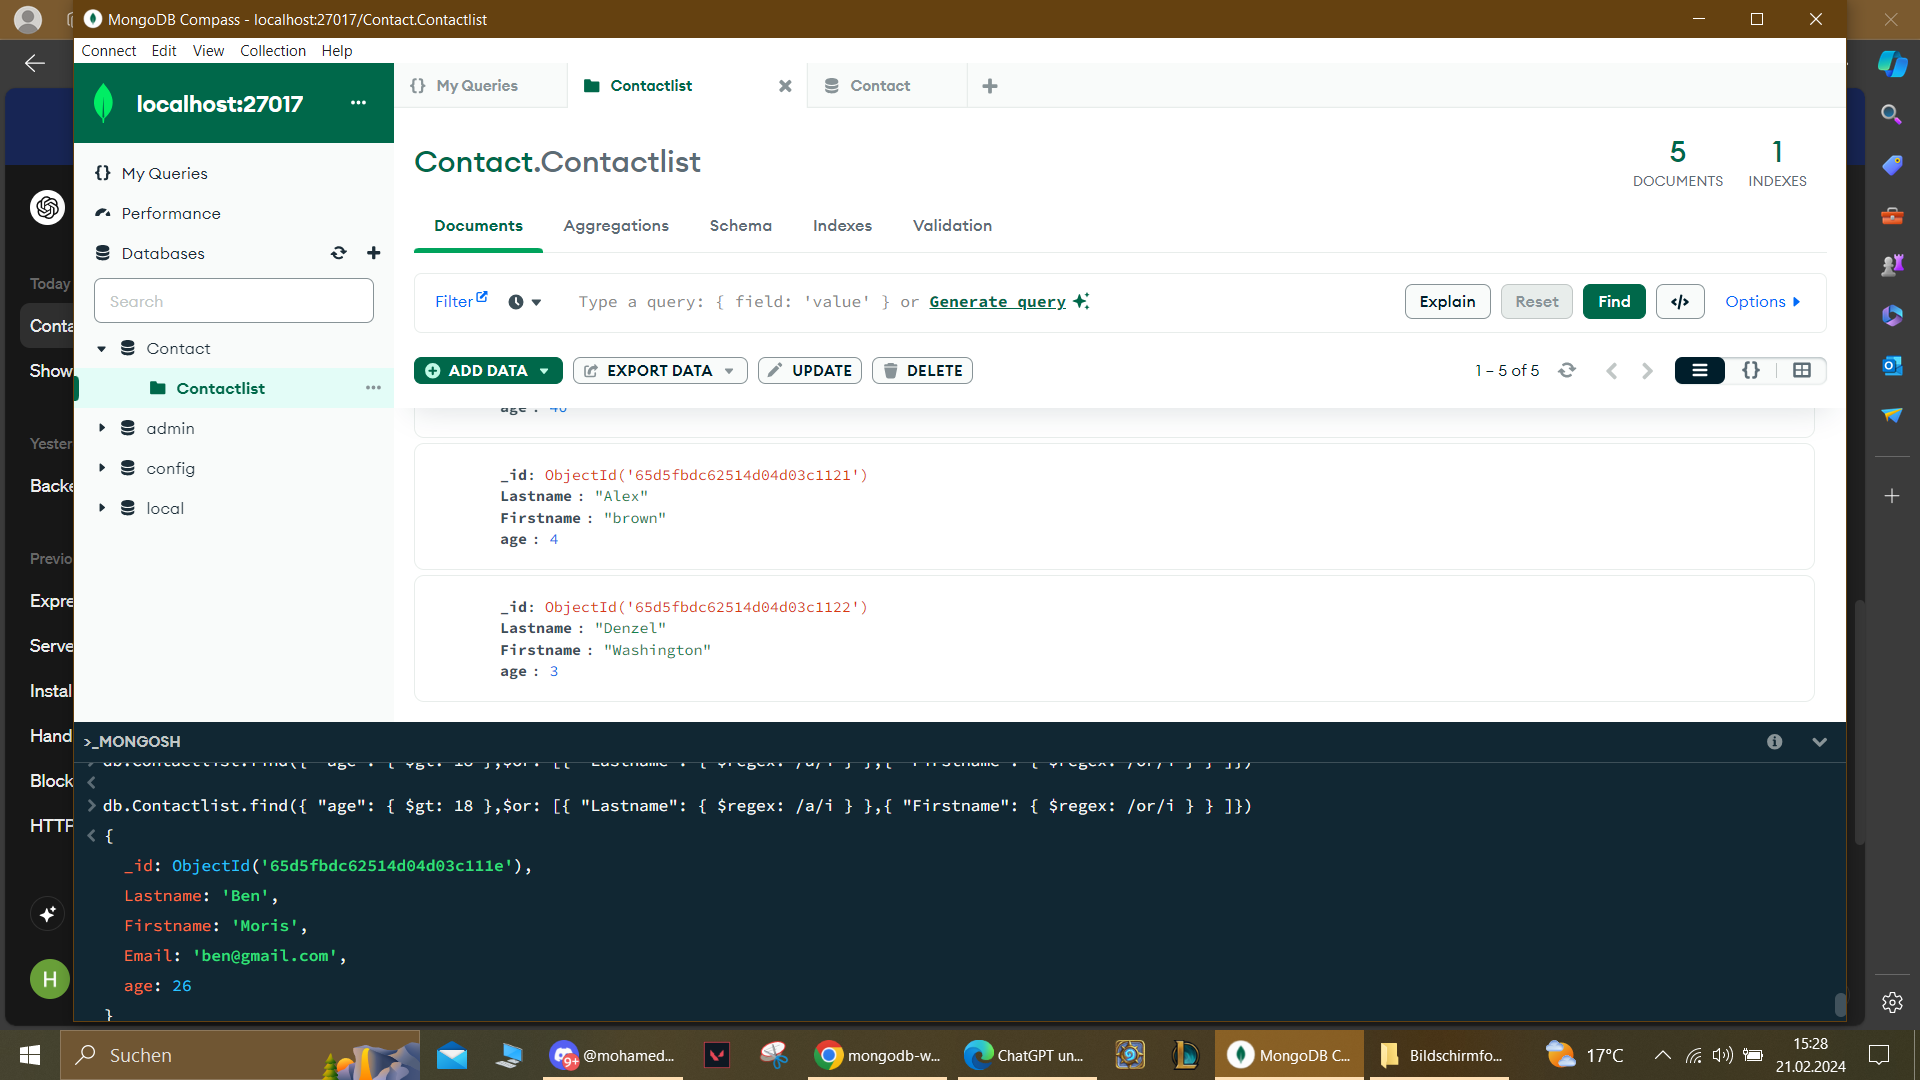 MongoDB Compass - localhost:27017/Contact.Contactlist
Connect Edit View Collection Help
localhost:27017
My Queries
Contactlist
Contact
My Queries
Performance
Databases
Search
Contact
Contactlist
admin
config
local
Contact.Contactlist
5
DOCUMENTS
1
INDEXES
Documents Aggregations Schema Indexes Validation
Filter
Type a query: { field: 'value' } or Generate query
Explain Reset Find </> Options
ADD DATA EXPORT DATA UPDATE DELETE
1 – 5 of 5
{}
age : 40
_id: ObjectId('65d5fbdc62514d04d03c1121')
Lastname : "Alex"
Firstname : "brown"
age : 4
_id: ObjectId('65d5fbdc62514d04d03c1122')
Lastname : "Denzel"
Firstname : "Washington"
age : 3
>_MONGOSH
db.Contactlist.find({ "age": { $gt: 18 },$or: [{ "Lastname": { $regex: /a/i } },{ "Firstname": { $regex: /or/i } } ]})
<
> db.Contactlist.find({ "age": { $gt: 18 },$or: [{ "Lastname": { $regex: /a/i } },{ "Firstname": { $regex: /or/i } } ]})
< {
_id: ObjectId('65d5fbdc62514d04d03c111e'),
Lastname: 'Ben',
Firstname: 'Moris',
Email: 'ben@gmail.com',
age: 26
}
Today
Conta
Show
Yester
Backe
Previo
Expre
Serve
Instal
Hand
Block
HTTP
H
Suchen
9+
@mohamed...
mongodb-w...
ChatGPT un...
MongoDB C...
Bildschirmfo...
17°C
15:28
21.02.2024